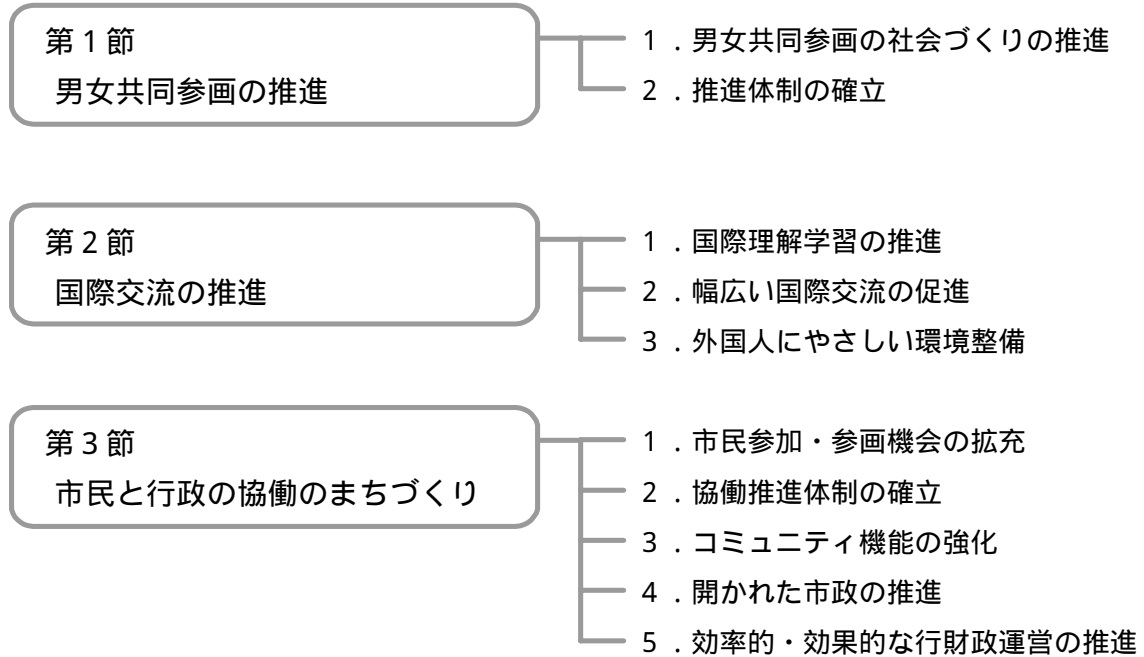 第1節
男女共同参画の推進
1．男女共同参画の社会づくりの推進
2．推進体制の確立
第2節
国際交流の推進
1．国際理解学習の推進
2．幅広い国際交流の促進
3．外国人にやさしい環境整備
第3節
市民と行政の協働のまちづくり
1．市民参加・参画機会の拡充
2．協働推進体制の確立
3．コミュニティ機能の強化
4．開かれた市政の推進
5．効率的・効果的な行財政運営の推進